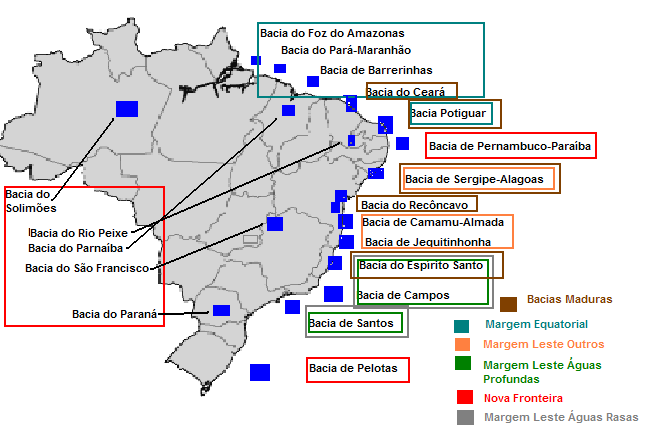 Bacia do Foz do Amazonas
Bacia do Pará-Maranhão
Bacia de Barrerinhas
Bacia do Ceará
Bacia Potiguar
Bacia de Pernambuco-Paraíba
Bacia de Sergipe-Alagoas
Bacia do
Solimões
Bacia do Recôncavo
Bacia de Camamu-Almada
Bacia do Rio Peixe
Bacia de Jequitinhonha
Bacia do Parnaíba
Bacia do São Francisco
Bacia do Espírito Santo
Bacia de Campos
Bacia do Paraná
Bacia de Santos
Bacia de Pelotas
Bacias Maduras
Margem Equatorial
Margem Leste Outros
Margem Leste Águas
Profundas
Nova Fronteira
Margem Leste Águas Rasas